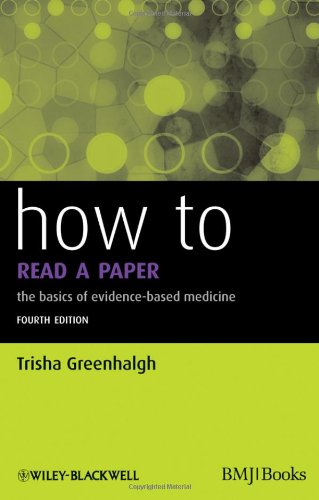 how to
READ A PAPER
the basics of evidence-based medicine
FOURTH EDITION
Trisha Greenhalgh
WILEY-BLACKWELL
BMJ|Books